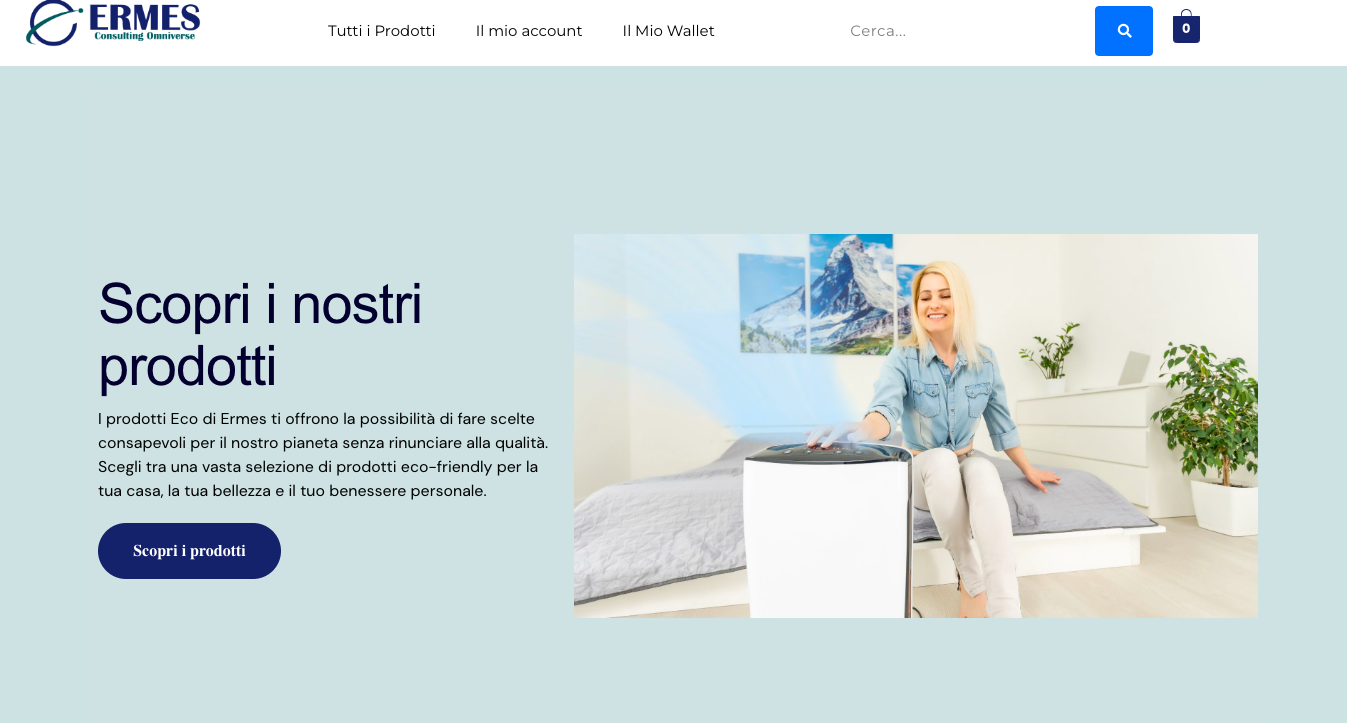 ERMES
Consulting Omniverse
Tutti i Prodotti
Il mio account
Il Mio Wallet
Cerca...
0
Scopri i nostri
prodotti
I prodotti Eco di Ermes ti offrono la possibilità di fare scelte
consapevoli per il nostro pianeta senza rinunciare alla qualità.
Scegli tra una vasta selezione di prodotti eco-friendly per la
tua casa, la tua bellezza e il tuo benessere personale.
Scopri i prodotti